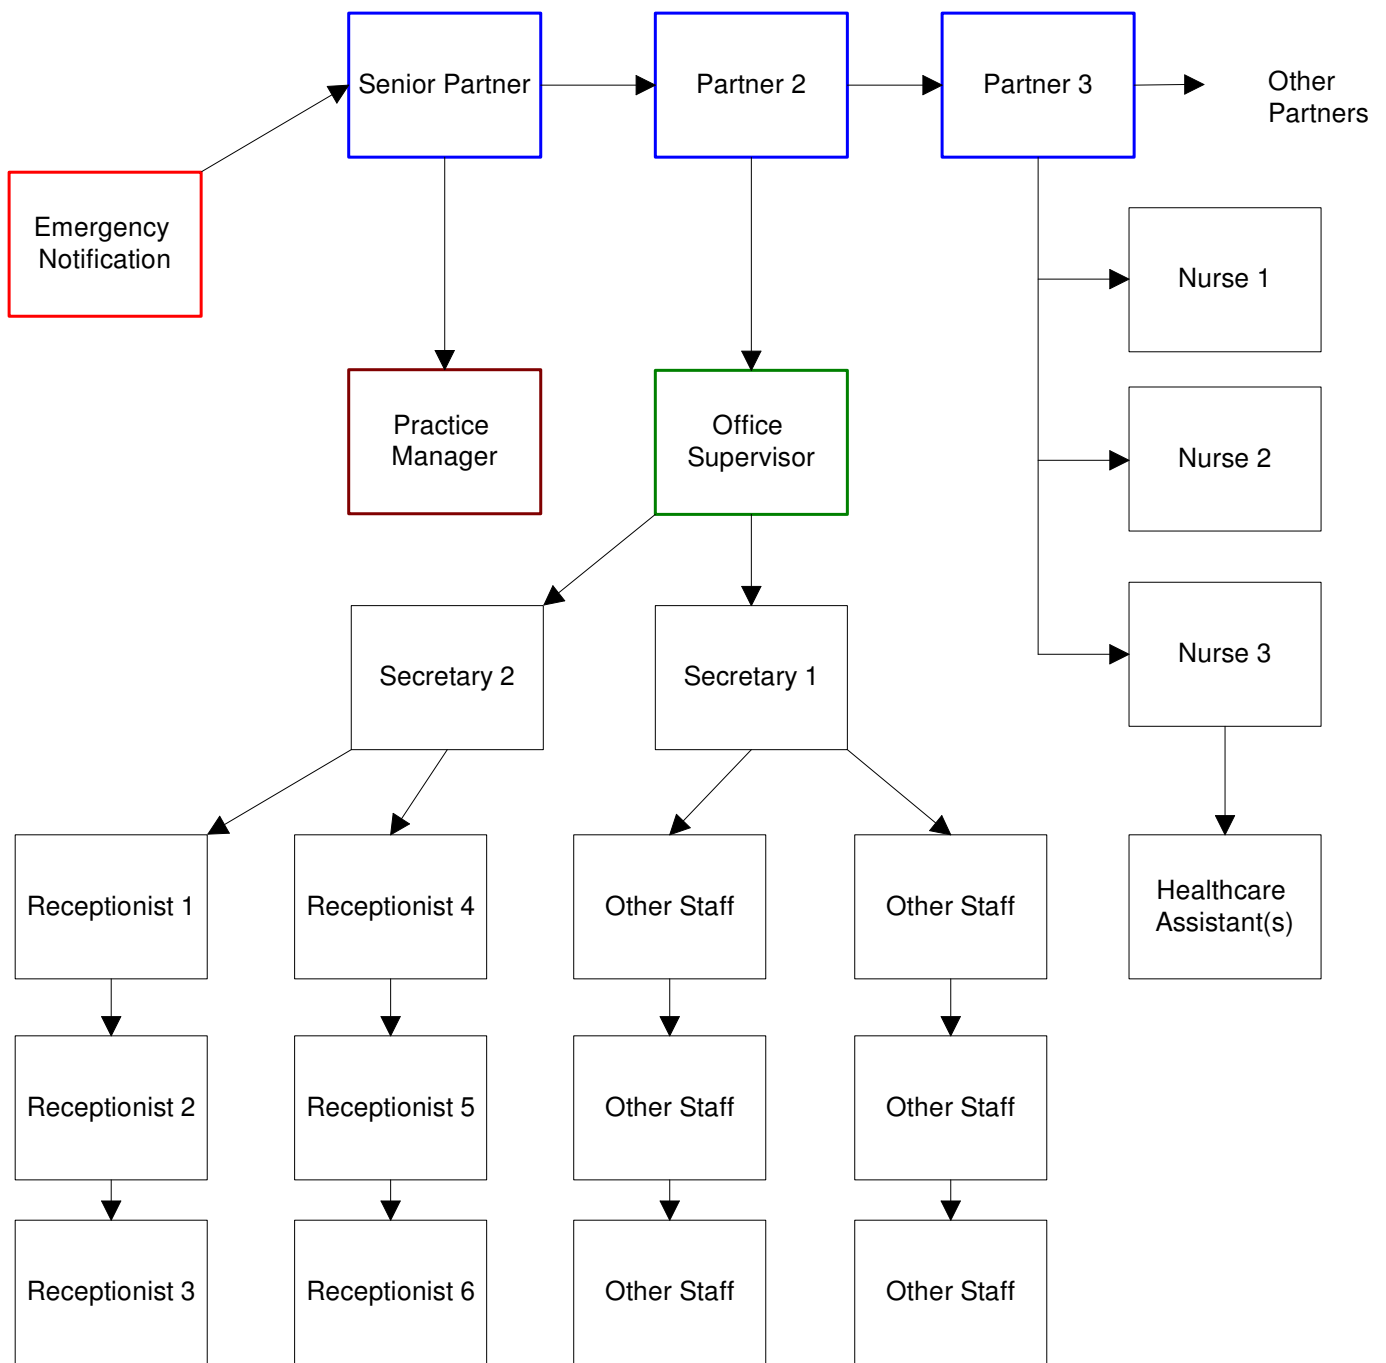 Senior Partner
Partner 2
Partner 3
Other
Partners
Emergency
Notification
Nurse 1
Practice
Manager
Office
Supervisor
Nurse 2
Secretary 2
Secretary 1
Nurse 3
Receptionist 1
Receptionist 4
Other Staff
Other Staff
Healthcare
Assistant(s)
Receptionist 2
Receptionist 5
Other Staff
Other Staff
Receptionist 3
Receptionist 6
Other Staff
Other Staff